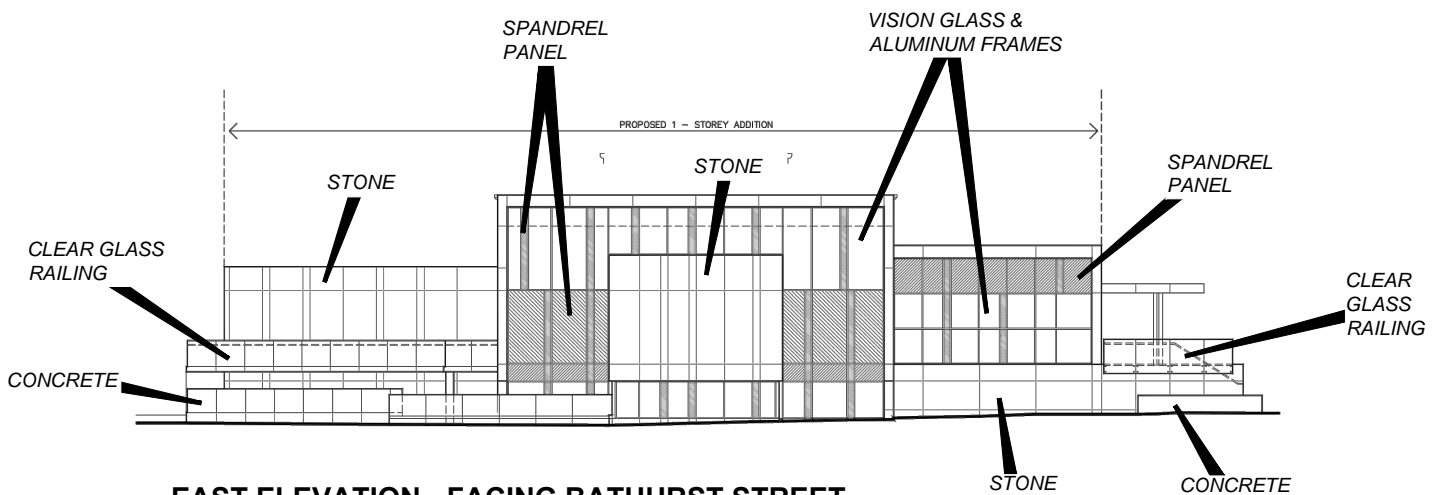 SPANDREL
PANEL
VISION GLASS &
ALUMINUM FRAMES
PROPOSED 1 – STOREY ADDITION
STONE
STONE
SPANDREL
PANEL
CLEAR GLASS
RAILING
CLEAR
GLASS
RAILING
CONCRETE
STONE
CONCRETE
EAST ELEVATION - FACING BATHURST STREET